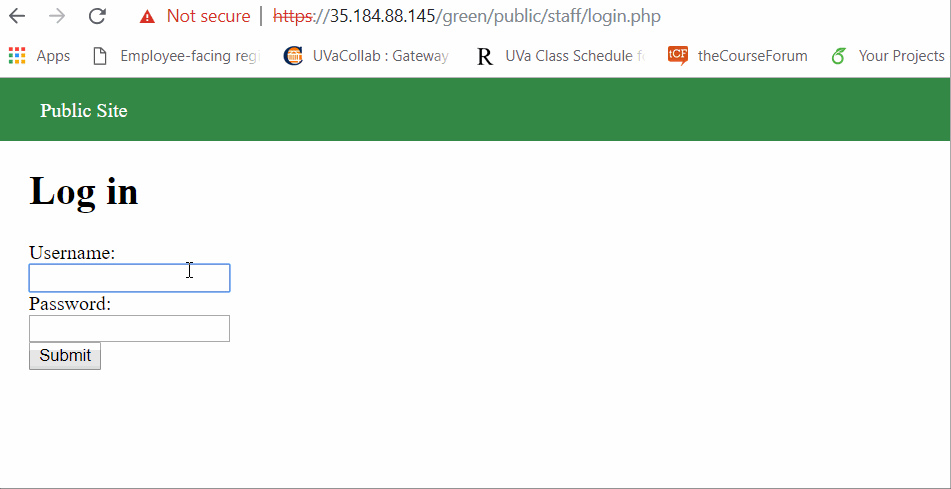 Not secure | https://35.184.88.145/green/public/staff/login.php
Apps Employee-facing regi UVaCollab : Gateway R UVa Class Schedule f tCF theCourseForum Your Projects
Public Site
Log in
Username:
Password:
Submit